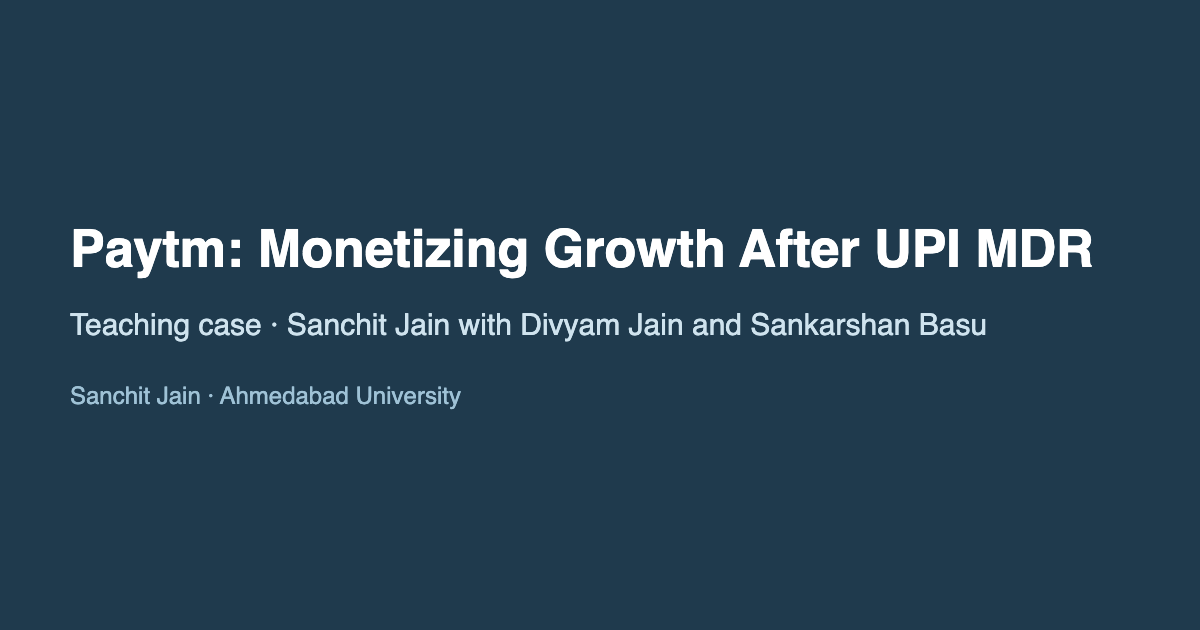 Paytm: Monetizing Growth After UPI MDR
Teaching case · Sanchit Jain with Divyam Jain and Sankarshan Basu
Sanchit Jain · Ahmedabad University